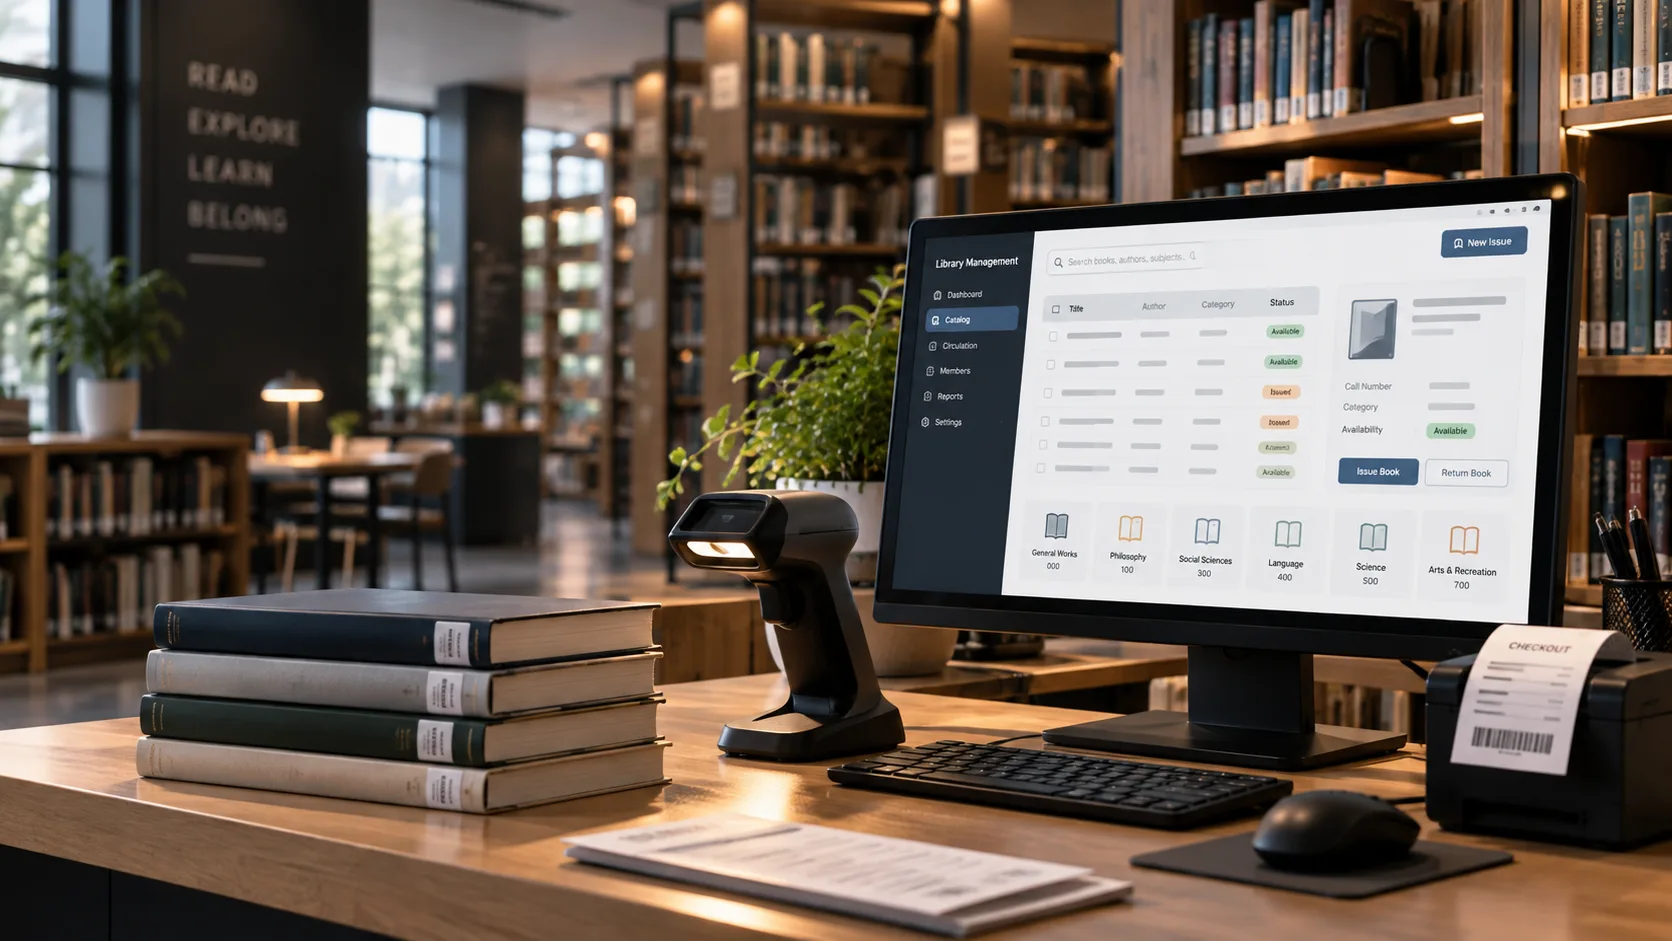 READ
EXPLORE
LEARN
BELONG
Library Management
Dashboard
Catalog
Circulation
Members
Reports
Settings
Search books, authors, subjects..
New Issue
Title Author Category Status
Available
Available
Issued
Issued
Available
Call Number
Category
Availability Available
Issue Book Return Book
General Works
000
Philosophy
100
Social Sciences
300
Language
400
Science
500
Arts & Recreation
700
CHECKOUT